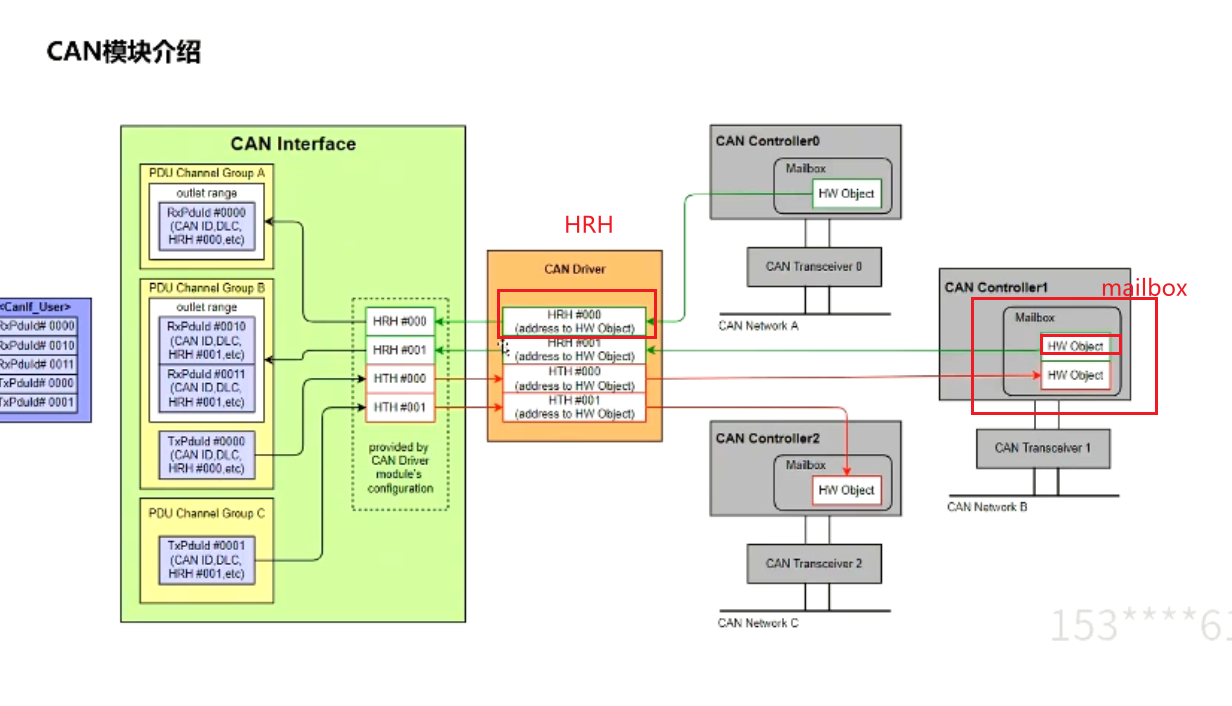 CAN模块介绍
CAN Interface
PDU Channel Group A
outlet range
RxPduId #0000
(CAN ID,DLC,
HRH #000,etc)
PDU Channel Group B
outlet range
RxPduId #0010
(CAN ID,DLC,
HRH #001,etc)
RxPduId #0011
(CAN ID,DLC,
HRH #001,etc)
TxPduId #0000
(CAN ID,DLC,
HRH #000,etc)
PDU Channel Group C
TxPduId #0001
(CAN ID,DLC,
HRH #001,etc)
<CanIf_User>
RxPduId# 0000
RxPduId# 0010
RxPduId# 0011
TxPduId# 0000
TxPduId# 0001
HRH #000
HRH #001
HTH #000
HTH #001
provided by
CAN Driver
module's
configuration
HRH
CAN Driver
HRH #000
(address to HW Object)
HRH #001
(address to HW Object)
HTH #000
(address to HW Object)
HTH #001
(address to HW Object)
CAN Controller0
Mailbox
HW Object
CAN Transceiver 0
CAN Network A
CAN Controller1
mailbox
Mailbox
HW Object
HW Object
CAN Transceiver 1
CAN Network B
CAN Controller2
Mailbox
HW Object
CAN Transceiver 2
CAN Network C
153****61